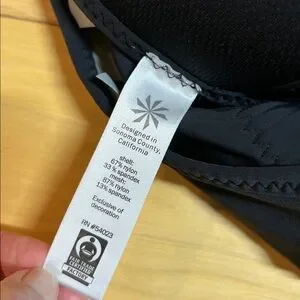 Designed in
Sonoma County,
California
shell:
67% nylon
33% spandex
mesh:
87% nylon
13% spandex
Exclusive of
decoration
RN #54023
FAIR TRADE
CERTIFIED
FACTORY